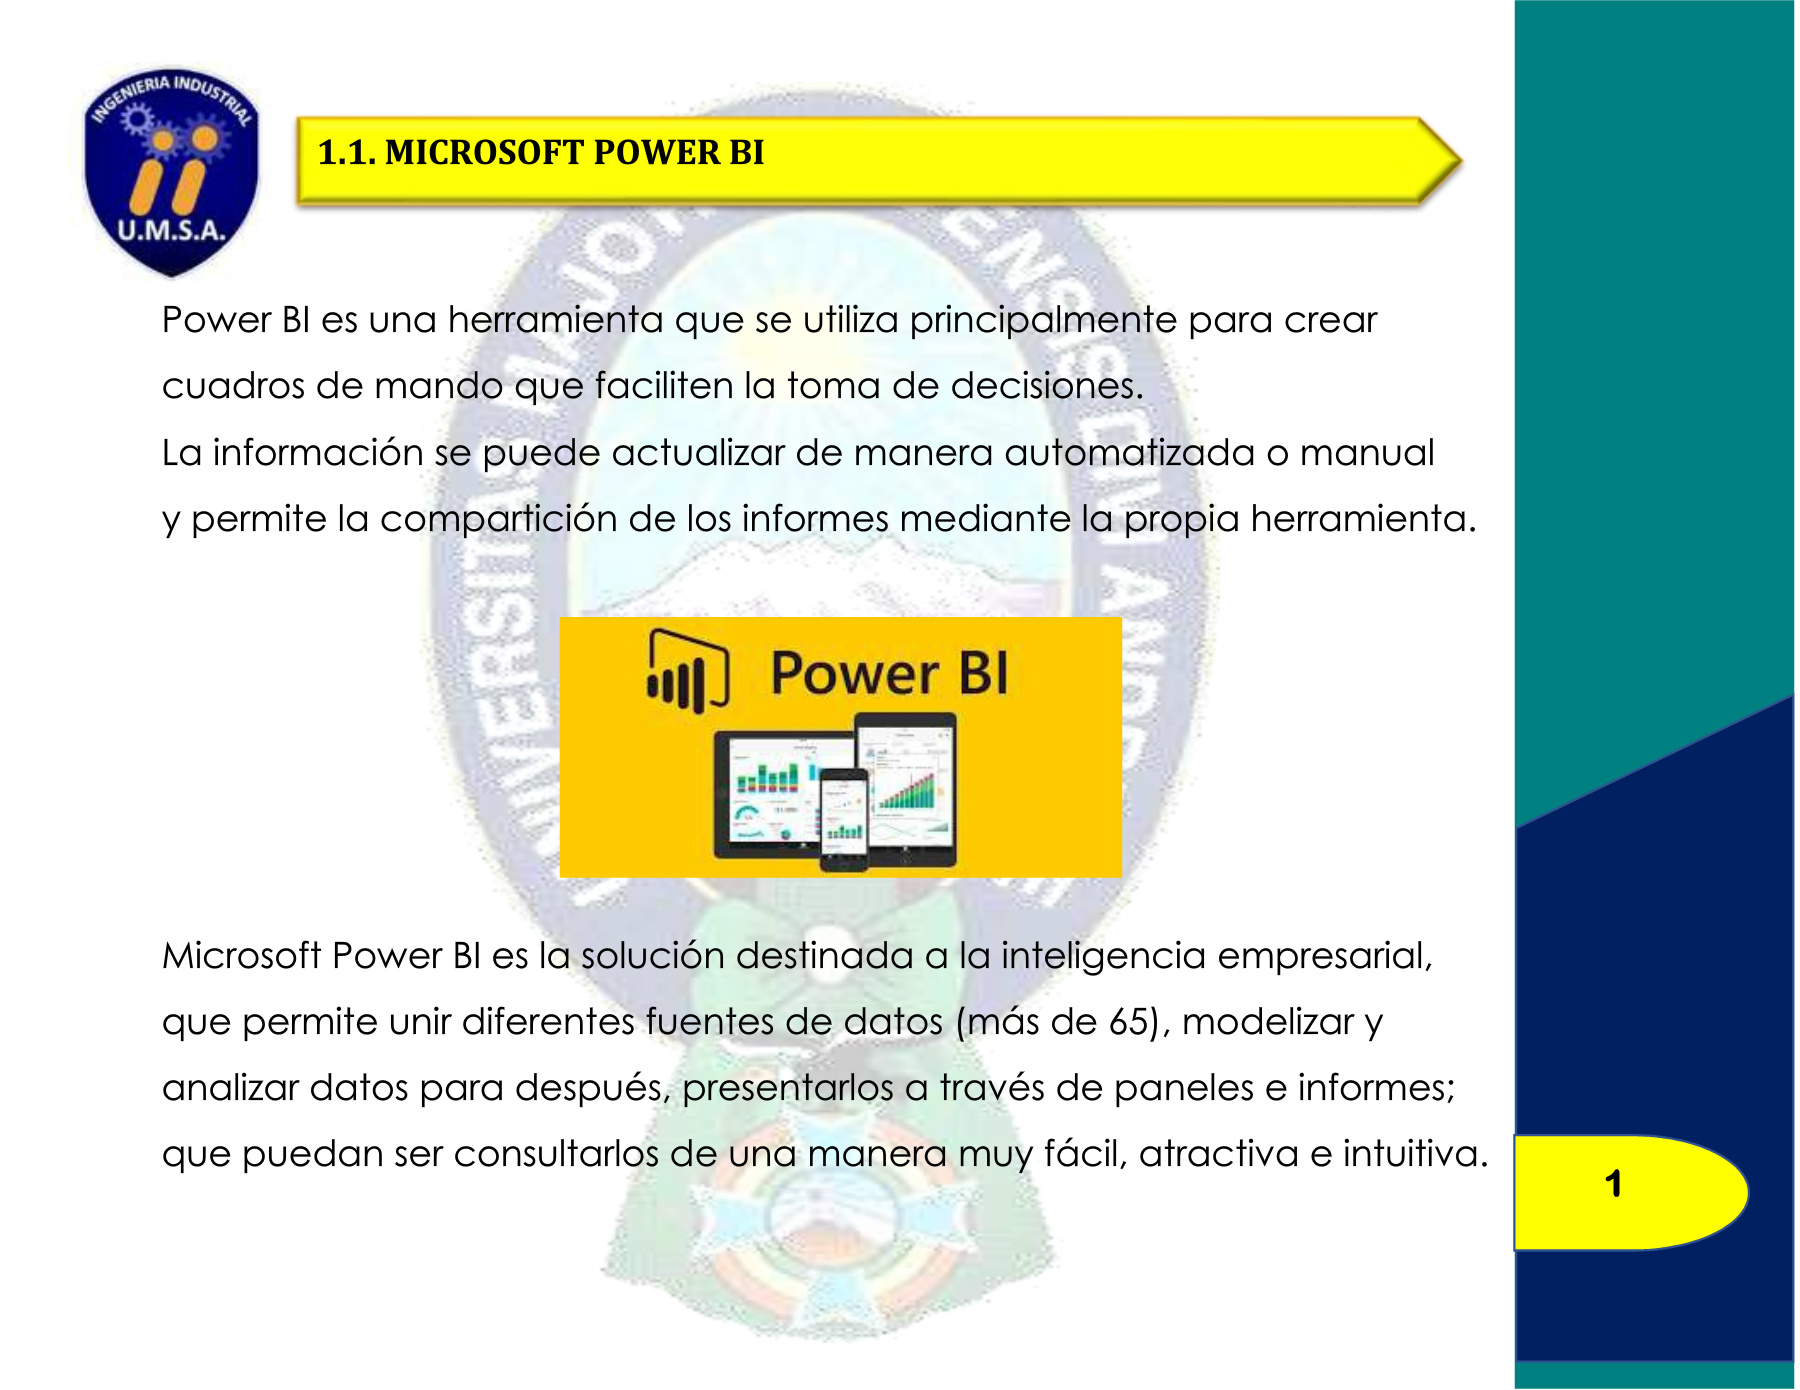 INGENIERIA INDUSTRIAL
U.M.S.A.
1.1. MICROSOFT POWER BI
Power BI es una herramienta que se utiliza principalmente para crear
cuadros de mando que faciliten la toma de decisiones.
La información se puede actualizar de manera automatizada o manual
y permite la compartición de los informes mediante la propia herramienta.
Power BI
Microsoft Power BI es la solución destinada a la inteligencia empresarial,
que permite unir diferentes fuentes de datos (más de 65), modelizar y
analizar datos para después, presentarlos a través de paneles e informes;
que puedan ser consultarlos de una manera muy fácil, atractiva e intuitiva.
1